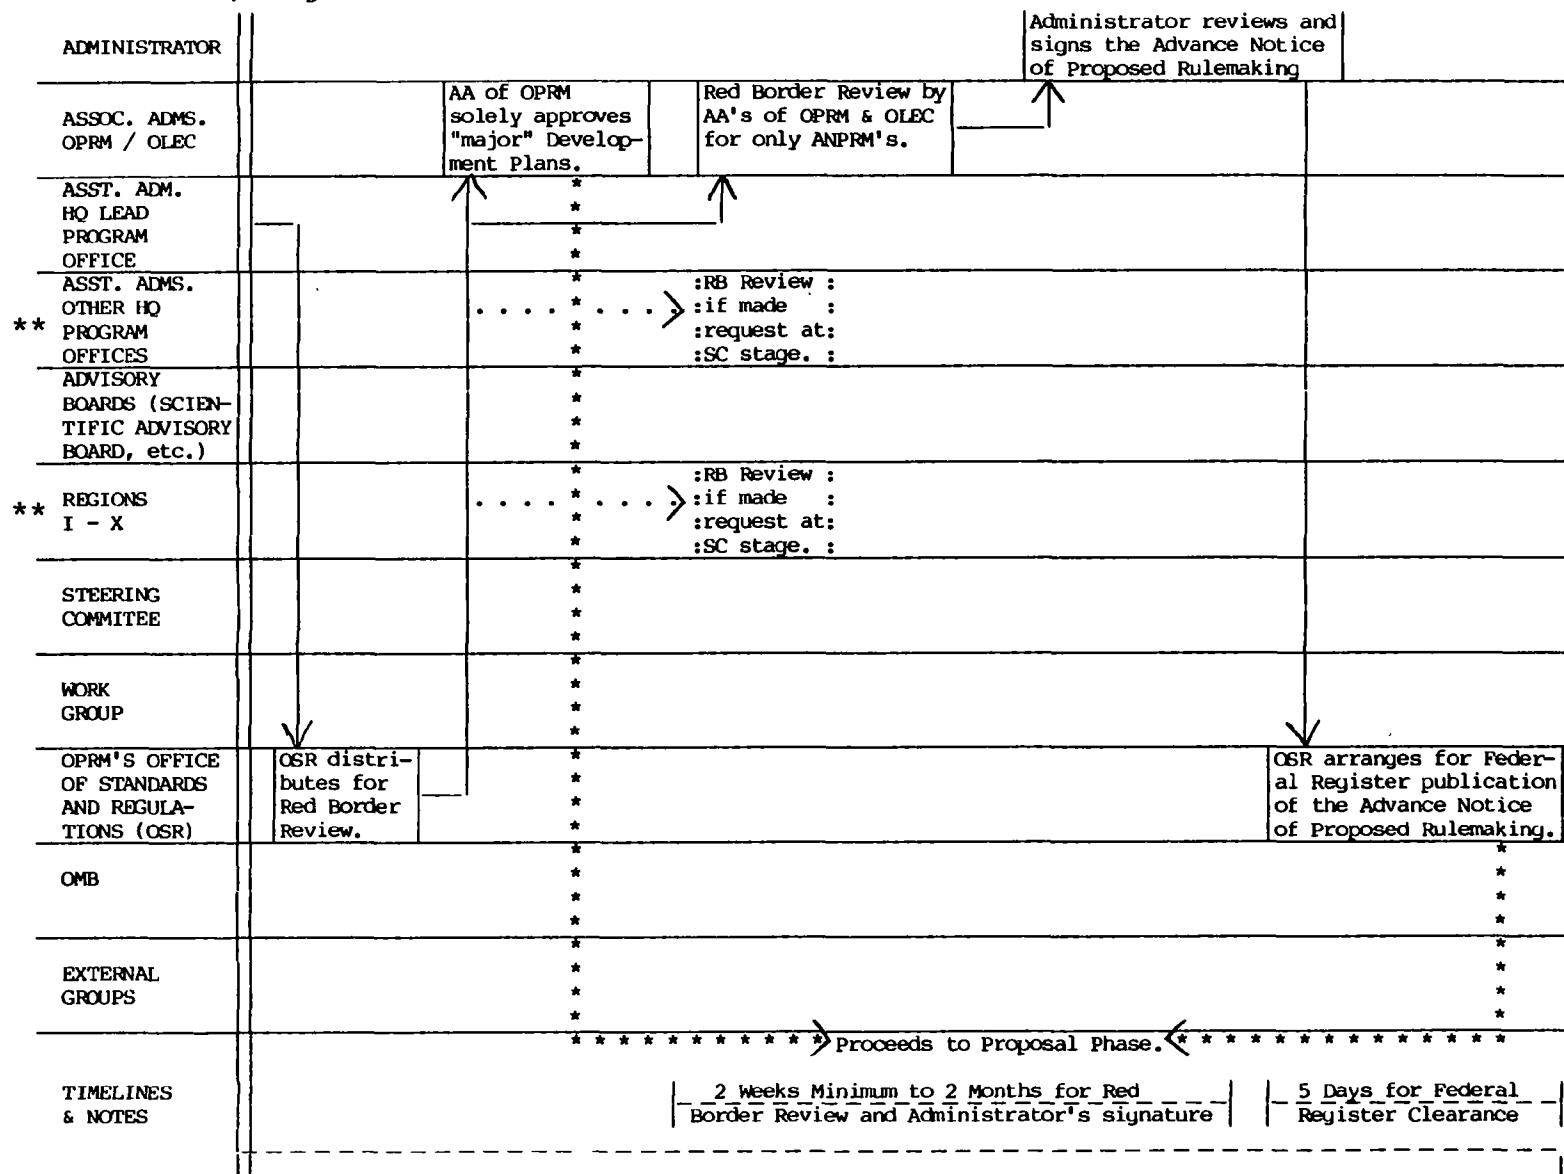 Administrator reviews and
signs the Advance Notice
of Proposed Rulemaking
ADMINISTRATOR
ASSOC. ADMS.
OPRM / OLEC
AA of OPRM
solely approves
"major" Develop-
ment Plans.
Red Border Review by
AA's of OPRM & OLEC
for only ANPRM's.
ASST. ADM.
HQ LEAD
PROGRAM
OFFICE
**
ASST. ADMS.
OTHER HQ
PROGRAM
OFFICES
:RB Review :
:if made :
:request at:
:SC stage. :
ADVISORY
BOARDS (SCIEN-
TIFIC ADVISORY
BOARD, etc.)
**
REGIONS
I - X
:RB Review :
:if made :
:request at:
:SC stage. :
STEERING
COMMITEE
WORK
GROUP
OPRM'S OFFICE
OF STANDARDS
AND REGULA-
TIONS (OSR)
OSR distri-
butes for
Red Border
Review.
OSR arranges for Feder-
al Register publication
of the Advance Notice
of Proposed Rulemaking.
OMB
EXTERNAL
GROUPS
Proceeds to Proposal Phase.
TIMELINES
& NOTES
2 Weeks Minimum to 2 Months for Red
Border Review and Administrator's signature
5 Days for Federal
Register Clearance